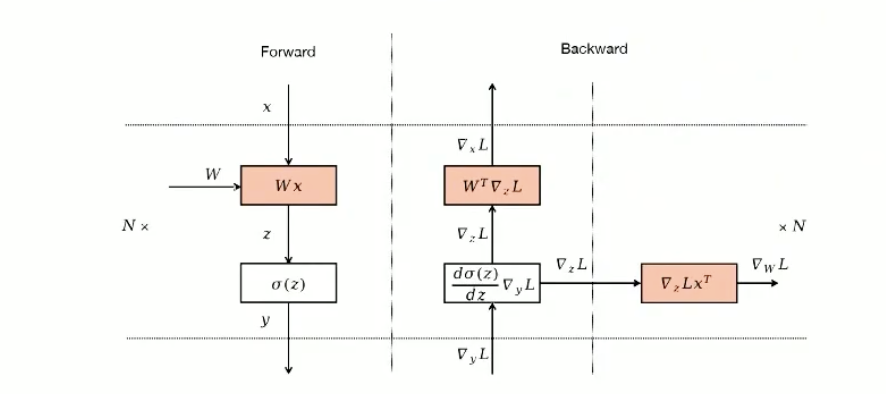 Forward
Backward
x
∇ₓL
W
Wx
Wᵀ∇_zL
N ×
z
∇_zL
× N
σ(z)
dσ(z)/dz ∇_yL
∇_zL
∇_zLxᵀ
∇_WL
y
∇_yL